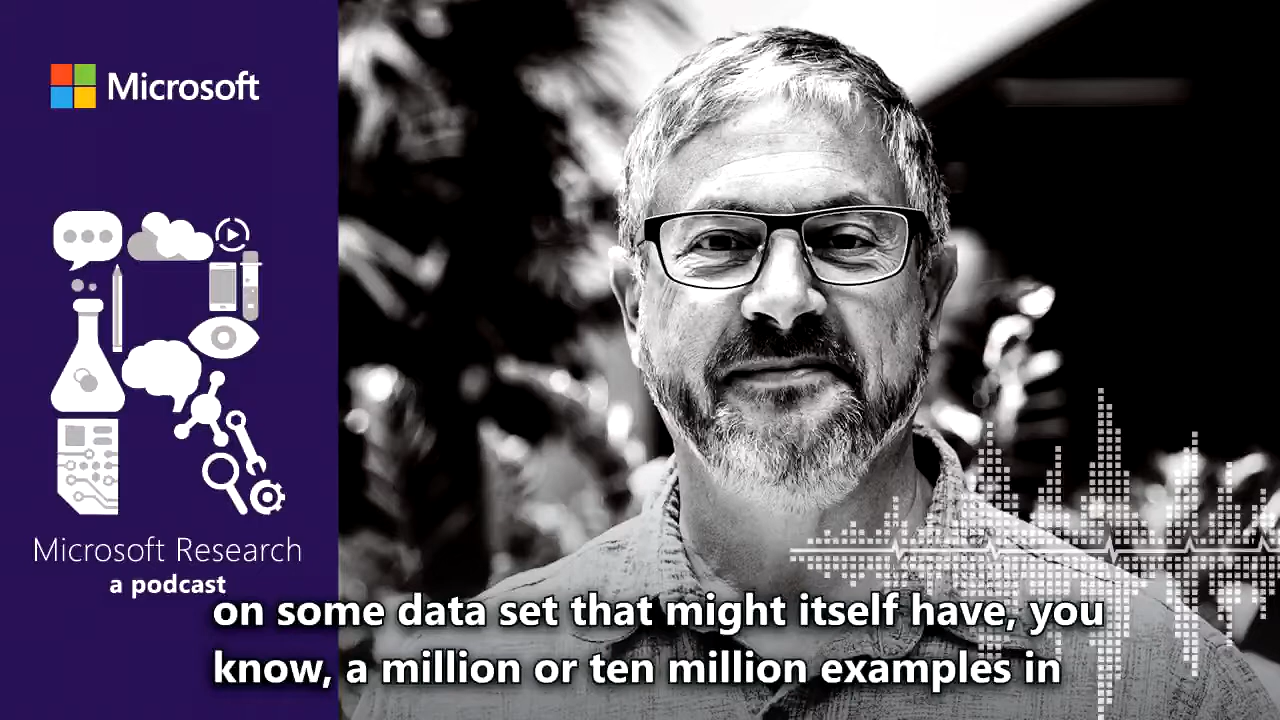 Microsoft
Microsoft Research
a podcast
on some data set that might itself have, you
know, a million or ten million examples in